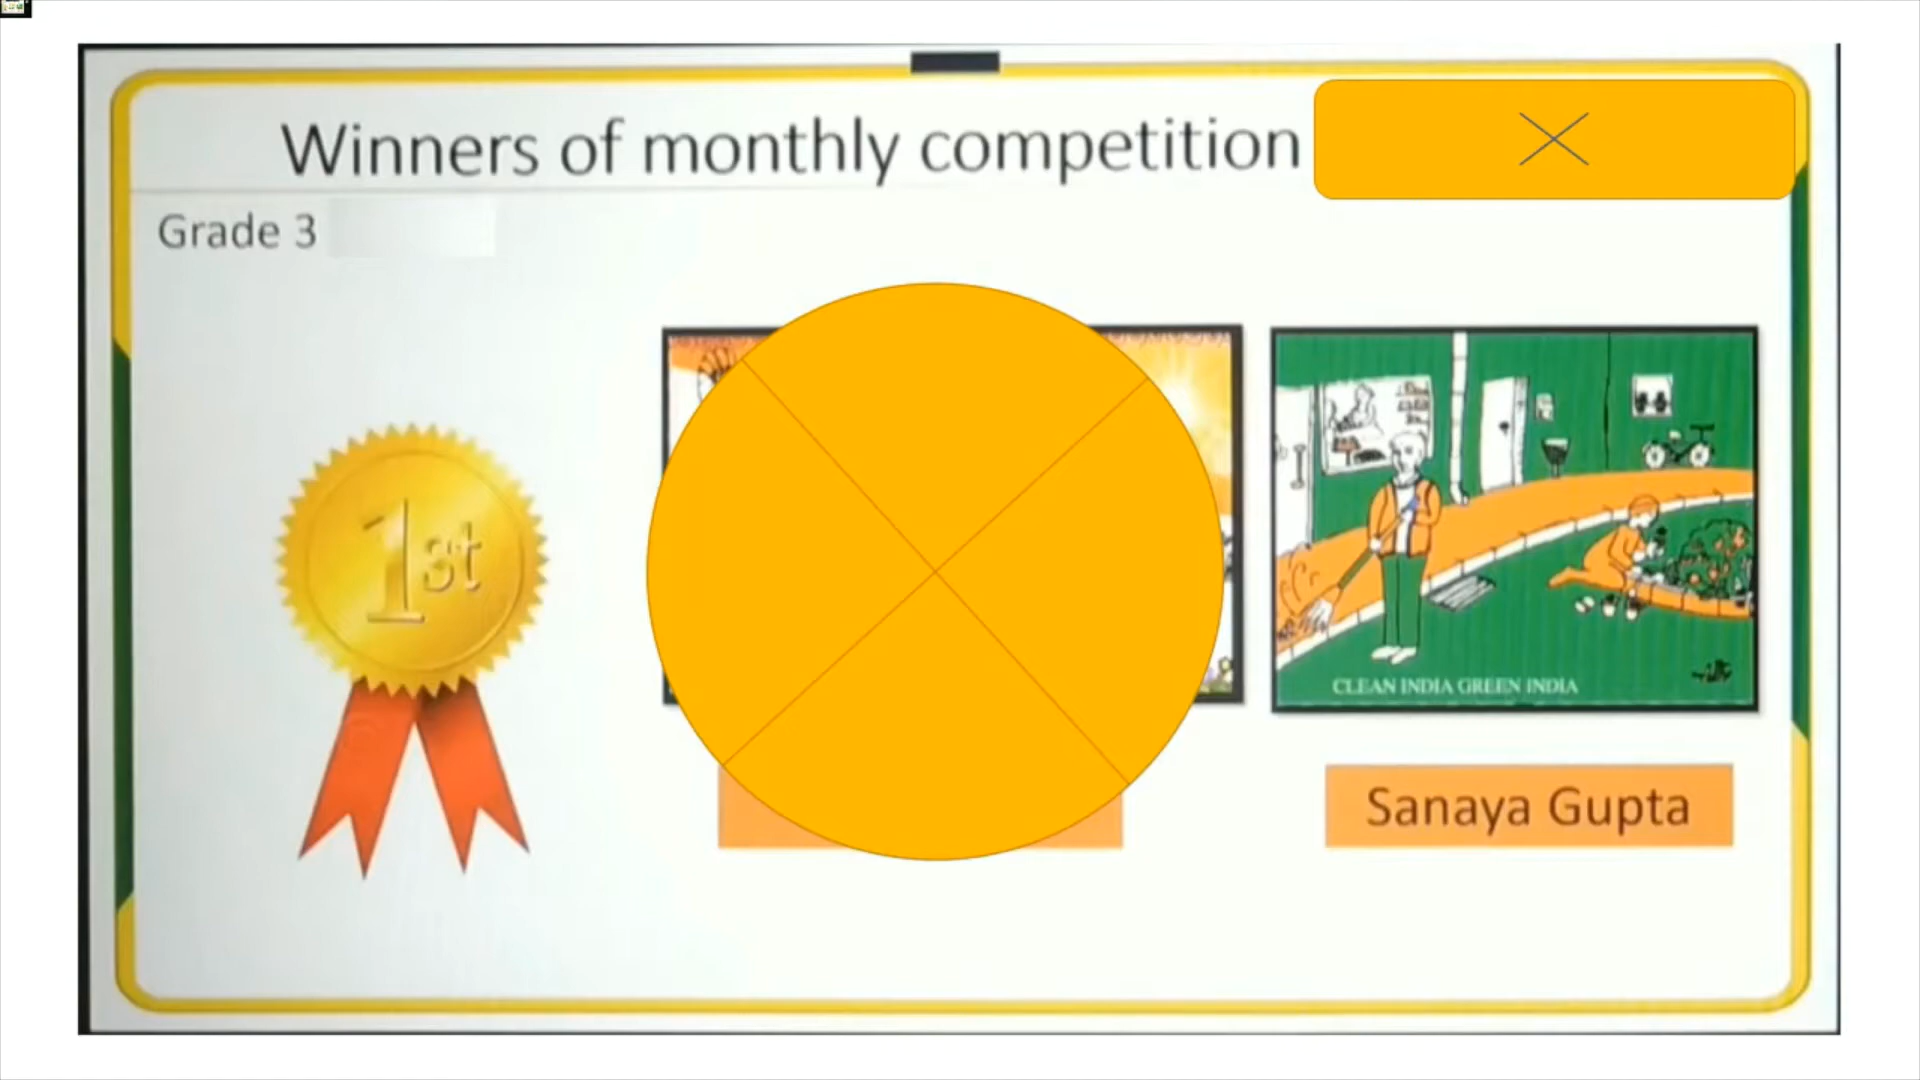 Winners of monthly competition
Grade 3
1st
CLEAN INDIA GREEN INDIA
Sanaya Gupta